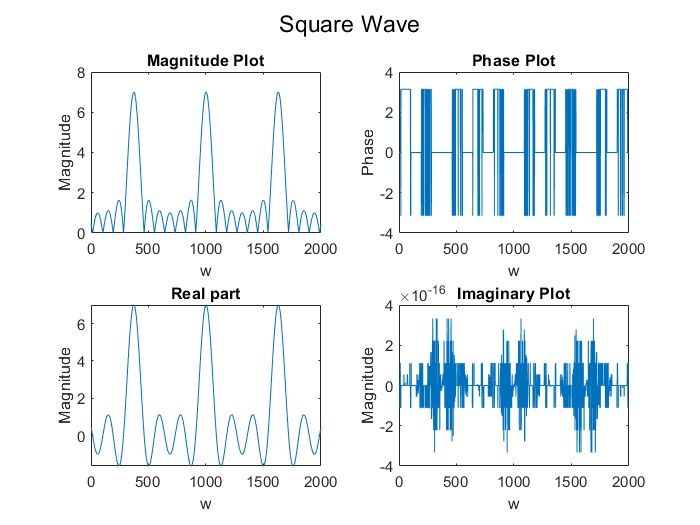 Square Wave
Magnitude Plot
8
6
4
2
0
Magnitude
0 500 1000 1500 2000
w
Phase Plot
4
2
0
-2
-4
Phase
0 500 1000 1500 2000
w
Real part
6
4
2
0
Magnitude
0 500 1000 1500 2000
w
×10⁻¹⁶ Imaginary Plot
4
2
0
-2
-4
Magnitude
0 500 1000 1500 2000
w